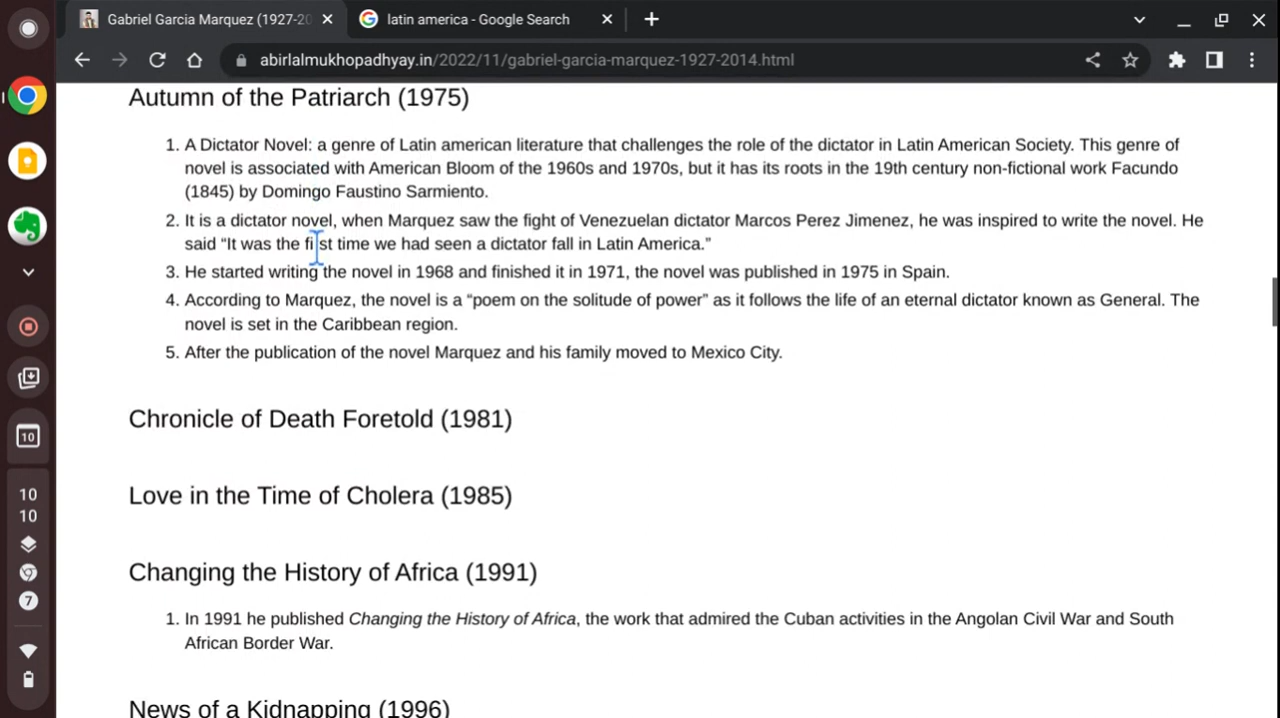 Gabriel Garcia Marquez (1927-20
latin america - Google Search
abirlalmukhopadhyay.in/2022/11/gabriel-garcia-marquez-1927-2014.html
Autumn of the Patriarch (1975)
1. A Dictator Novel: a genre of Latin american literature that challenges the role of the dictator in Latin American Society. This genre of
novel is associated with American Bloom of the 1960s and 1970s, but it has its roots in the 19th century non-fictional work Facundo
(1845) by Domingo Faustino Sarmiento.
2. It is a dictator novel, when Marquez saw the fight of Venezuelan dictator Marcos Perez Jimenez, he was inspired to write the novel. He
said “It was the first time we had seen a dictator fall in Latin America.”
3. He started writing the novel in 1968 and finished it in 1971, the novel was published in 1975 in Spain.
4. According to Marquez, the novel is a “poem on the solitude of power” as it follows the life of an eternal dictator known as General. The
novel is set in the Caribbean region.
5. After the publication of the novel Marquez and his family moved to Mexico City.
Chronicle of Death Foretold (1981)
Love in the Time of Cholera (1985)
Changing the History of Africa (1991)
1. In 1991 he published Changing the History of Africa, the work that admired the Cuban activities in the Angolan Civil War and South
African Border War.
News of a Kidnapping (1996)
10
10
10
7